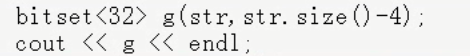 bitset<32> g(str,str.size()-4);
cout << g << endl;